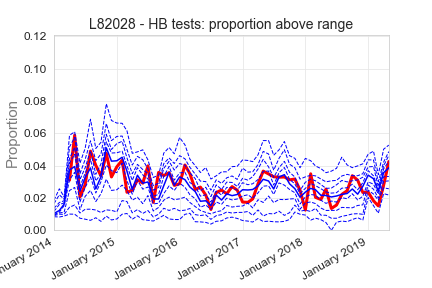 L82028 - HB tests: proportion above range
0.12
0.10
0.08
0.06
0.04
0.02
0.00
Proportion
nuary 2014
January 2015
January 2016
January 2017
January 2018
January 2019